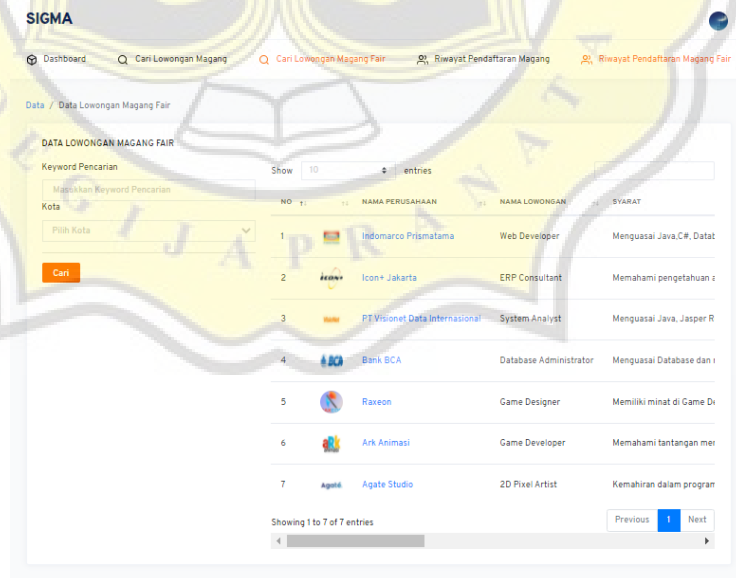 SIGMA
Dashboard Cari Lowongan Magang Cari Lowongan Magang Fair Riwayat Pendaftaran Magang Riwayat Pendaftaran Magang Fair
Data / Data Lowongan Magang Fair
DATA LOWONGAN MAGANG FAIR
Keyword Pencarian
Masukkan Keyword Pencarian
Kota
Pilih Kota
Cari
Show 10 entries
NO NAMA PERUSAHAAN NAMA LOWONGAN SYARAT
1 Indomarco Prismatama Web Developer Menguasai Java,C#, Datab
2 icon+ Icon+ Jakarta ERP Consultant Memahami pengetahuan a
3 PT Visionet Data Internasional System Analyst Menguasai Java, Jasper R
4 BCA Bank BCA Database Administrator Menguasai Database dan
5 Raxeon Game Designer Memiliki minat di Game De
6 ark Ark Animasi Game Developer Memahami tantangan mer
7 Agate Agate Studio 2D Pixel Artist Kemahiran dalam program
Showing 1 to 7 of 7 entries
Previous 1 Next
EGIJAPRANATA